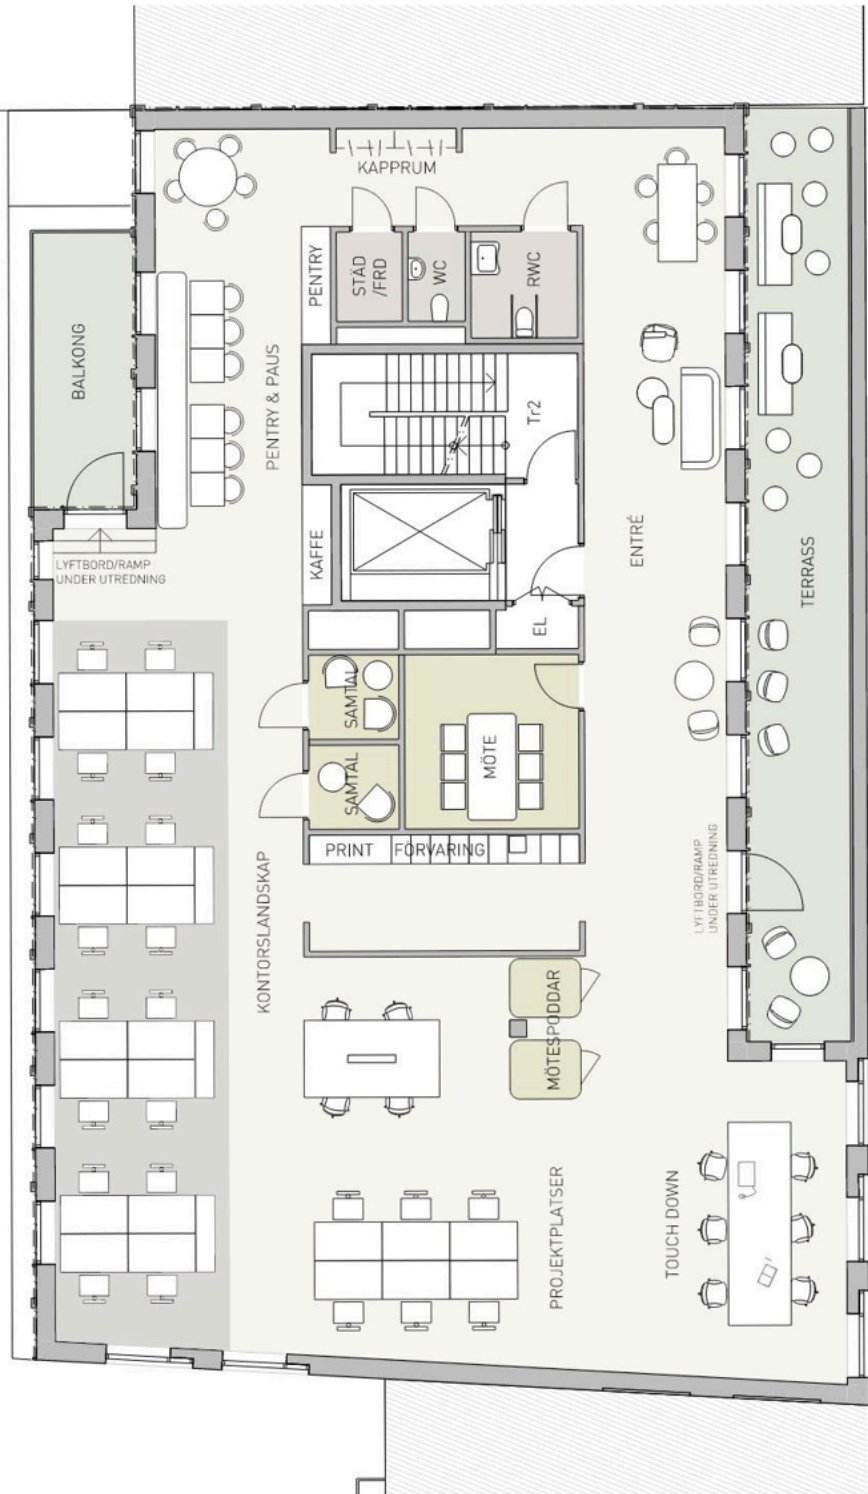 KAPPRUM
PENTRY
STÄD
/FRD
WC
RWC
BALKONG
PENTRY & PAUS
Tr2
KAFFE
ENTRÉ
TERRASS
LYFTBORD/RAMP
UNDER UTREDNING
EL
SAMTAL
SAMTAL
MÖTE
PRINT
FÖRVARING
KONTORSLANDSKAP
LYFTBORD/RAMP
UNDER UTREDNING
MÖTESPODDAR
PROJEKTPLATSER
TOUCH DOWN